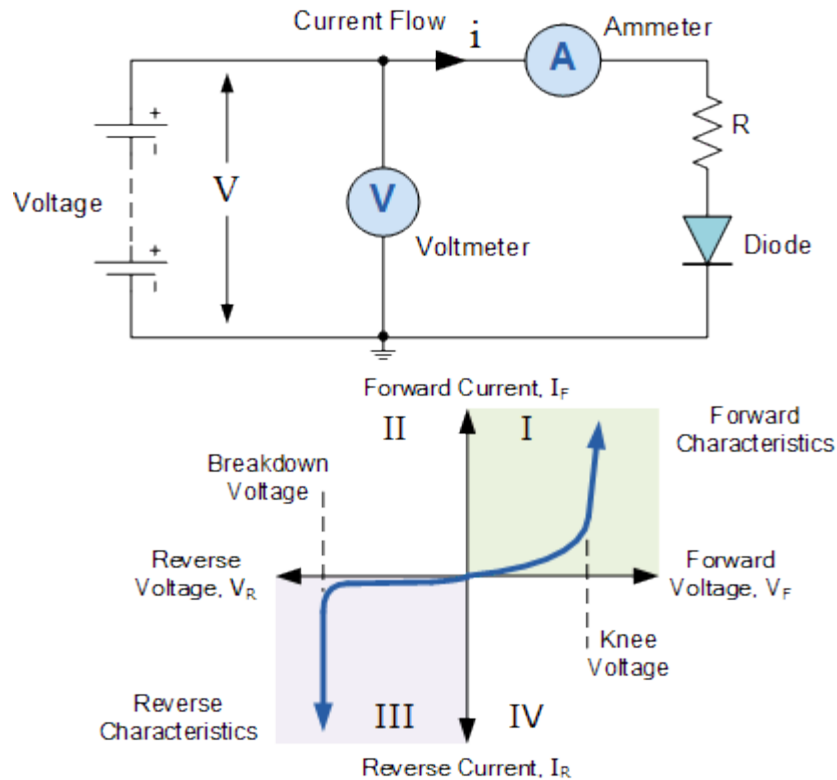 Current Flow
i
Ammeter
A
+
-
R
V
Voltage
V
Voltmeter
Diode
+
-
Forward Current, IF
II
I
Forward
Characteristics
Breakdown
Voltage
Reverse
Voltage, VR
Forward
Voltage, VF
Knee
Voltage
Reverse
Characteristics
III
IV
Reverse Current, IR